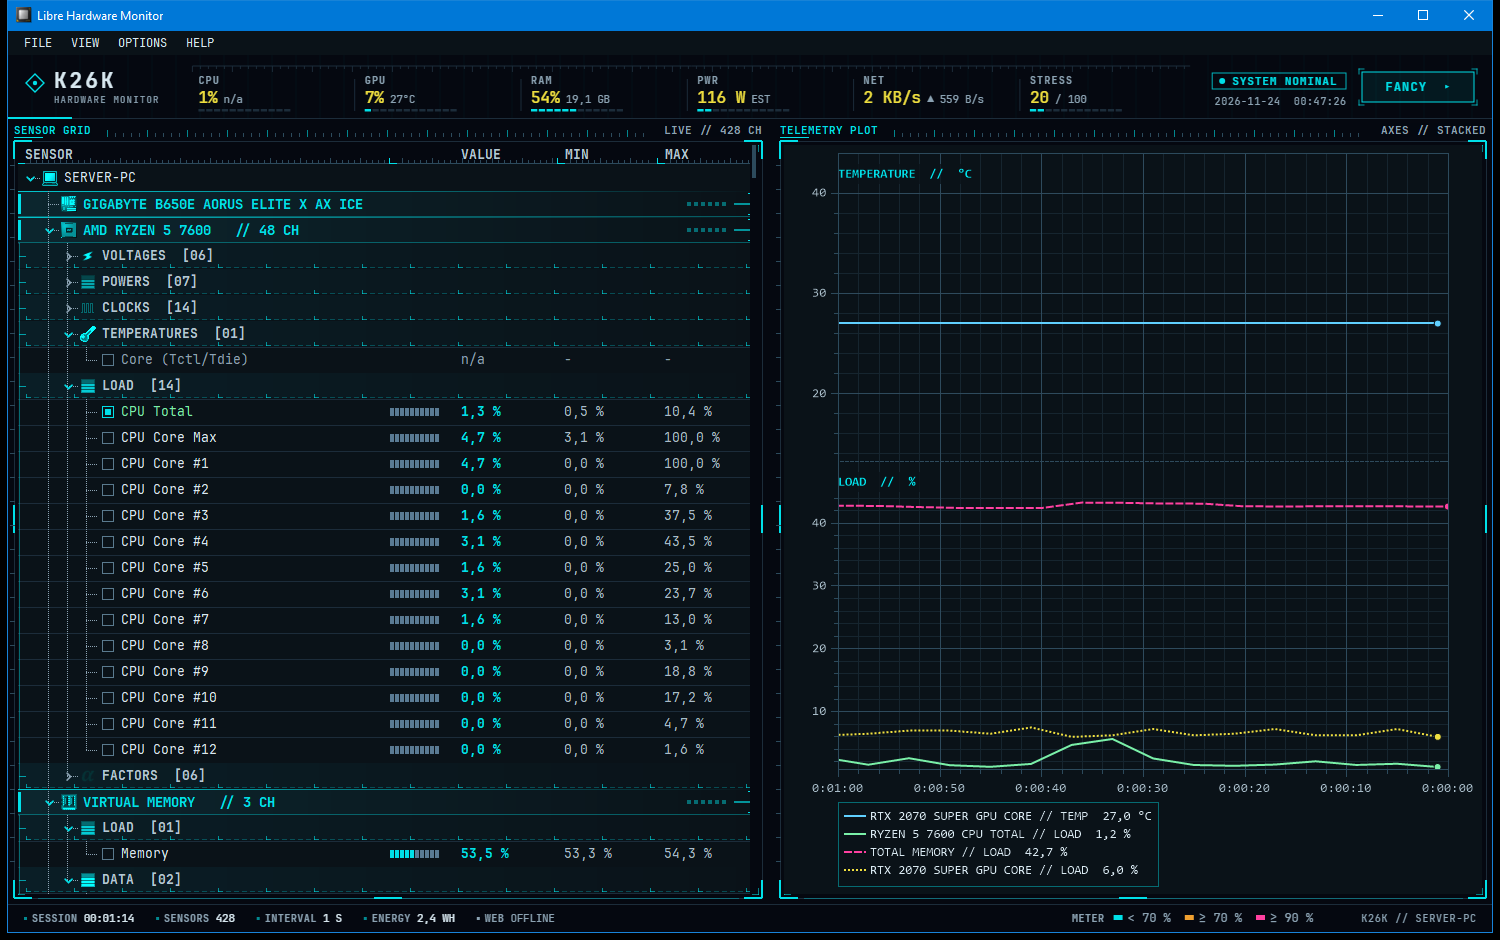 Libre Hardware Monitor
FILE VIEW OPTIONS HELP
K26K
HARDWARE MONITOR
CPU
1% n/a
GPU
7% 27°C
RAM
54% 19,1 GB
PWR
116 W EST
NET
2 KB/s ▲ 559 B/s
STRESS
20 / 100
● SYSTEM NOMINAL
2026-11-24 00:47:26
FANCY ▸
SENSOR GRID LIVE // 428 CH
SENSOR VALUE MIN MAX
SERVER-PC
GIGABYTE B650E AORUS ELITE X AX ICE
AMD RYZEN 5 7600 // 48 CH
VOLTAGES [06]
POWERS [07]
CLOCKS [14]
TEMPERATURES [01]
Core (Tctl/Tdie) n/a - -
LOAD [14]
CPU Total 1,3 % 0,5 % 10,4 %
CPU Core Max 4,7 % 3,1 % 100,0 %
CPU Core #1 4,7 % 0,0 % 100,0 %
CPU Core #2 0,0 % 0,0 % 7,8 %
CPU Core #3 1,6 % 0,0 % 37,5 %
CPU Core #4 3,1 % 0,0 % 43,5 %
CPU Core #5 1,6 % 0,0 % 25,0 %
CPU Core #6 3,1 % 0,0 % 23,7 %
CPU Core #7 1,6 % 0,0 % 13,0 %
CPU Core #8 0,0 % 0,0 % 3,1 %
CPU Core #9 0,0 % 0,0 % 18,8 %
CPU Core #10 0,0 % 0,0 % 17,2 %
CPU Core #11 0,0 % 0,0 % 4,7 %
CPU Core #12 0,0 % 0,0 % 1,6 %
FACTORS [06]
VIRTUAL MEMORY // 3 CH
LOAD [01]
Memory 53,5 % 53,3 % 54,3 %
DATA [02]
TELEMETRY PLOT AXES // STACKED
TEMPERATURE // °C
40
30
20
LOAD // %
40
30
20
10
0:01:00 0:00:50 0:00:40 0:00:30 0:00:20 0:00:10 0:00:00
RTX 2070 SUPER GPU CORE // TEMP 27,0 °C
RYZEN 5 7600 CPU TOTAL // LOAD 1,2 %
TOTAL MEMORY // LOAD 42,7 %
RTX 2070 SUPER GPU CORE // LOAD 6,0 %
SESSION 00:01:14 SENSORS 428 INTERVAL 1 S ENERGY 2,4 WH WEB OFFLINE
METER < 70 % ≥ 70 % ≥ 90 % K26K // SERVER-PC